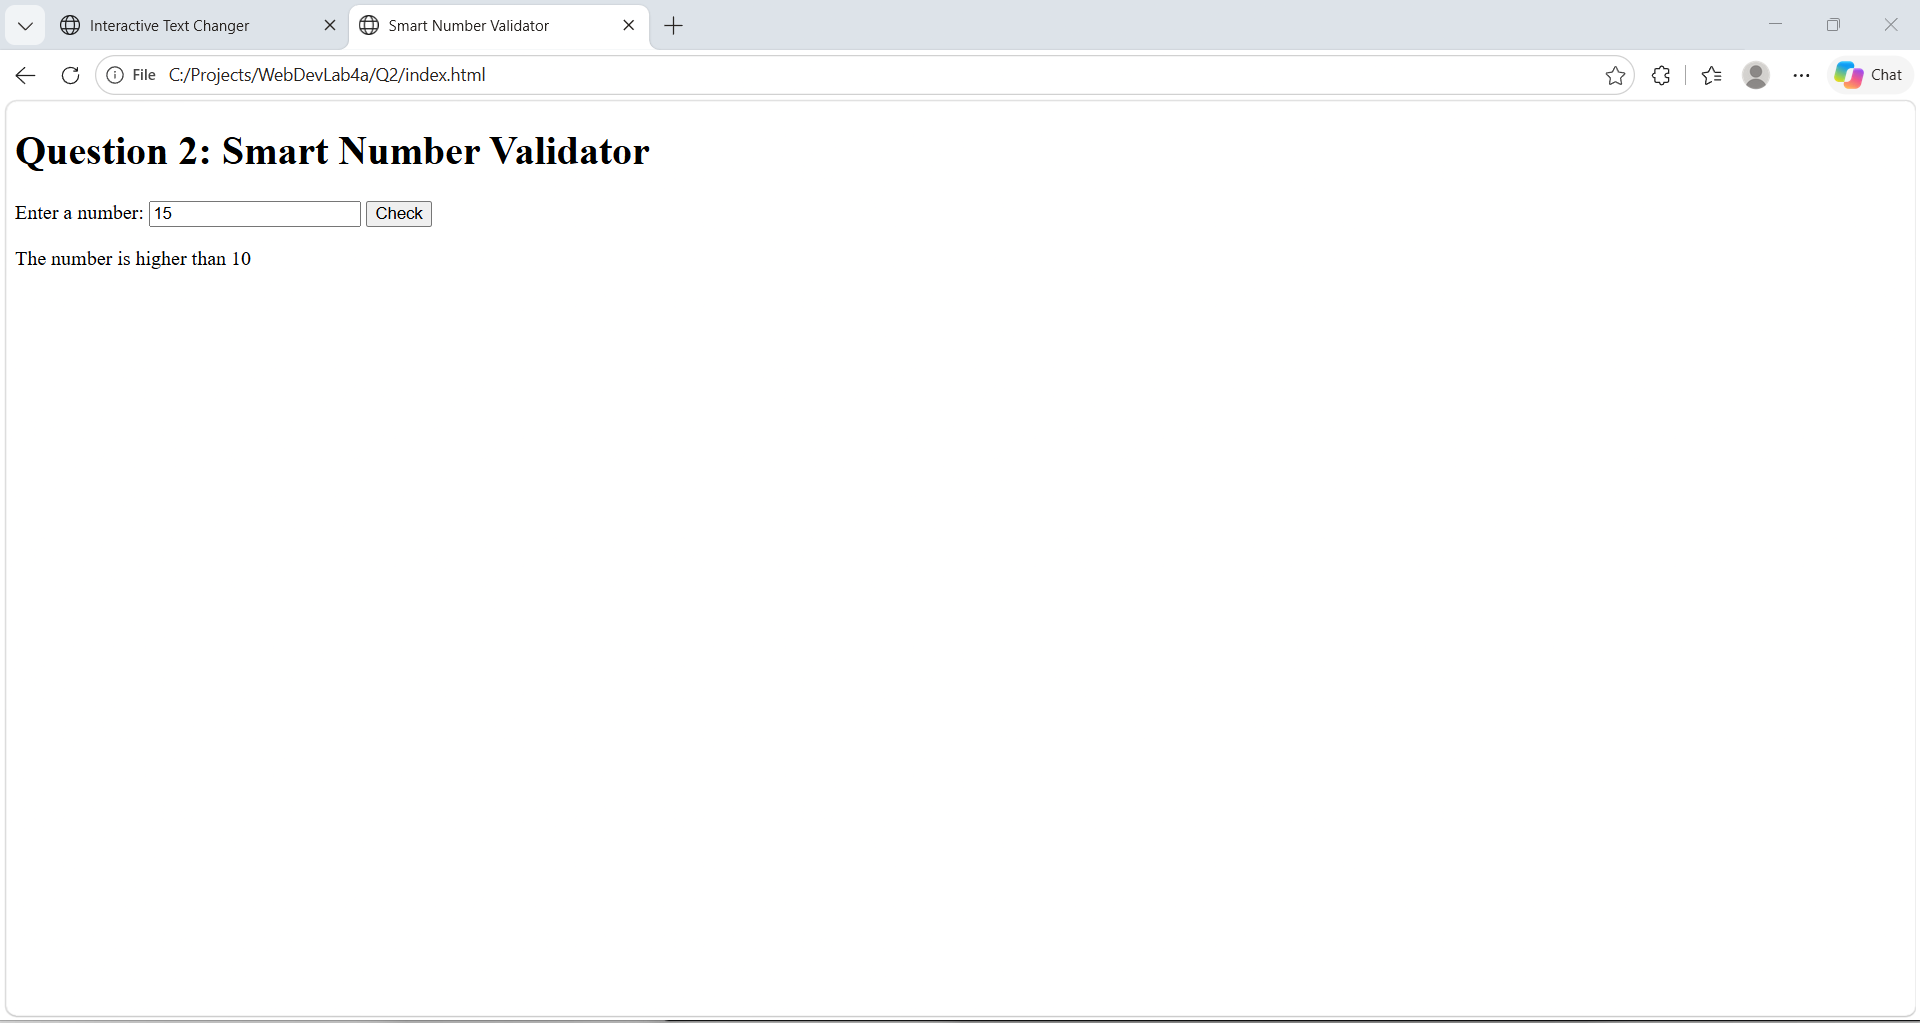 Interactive Text Changer
Smart Number Validator
File C:/Projects/WebDevLab4a/Q2/index.html
Chat
Question 2: Smart Number Validator
Enter a number: 15 Check
The number is higher than 10